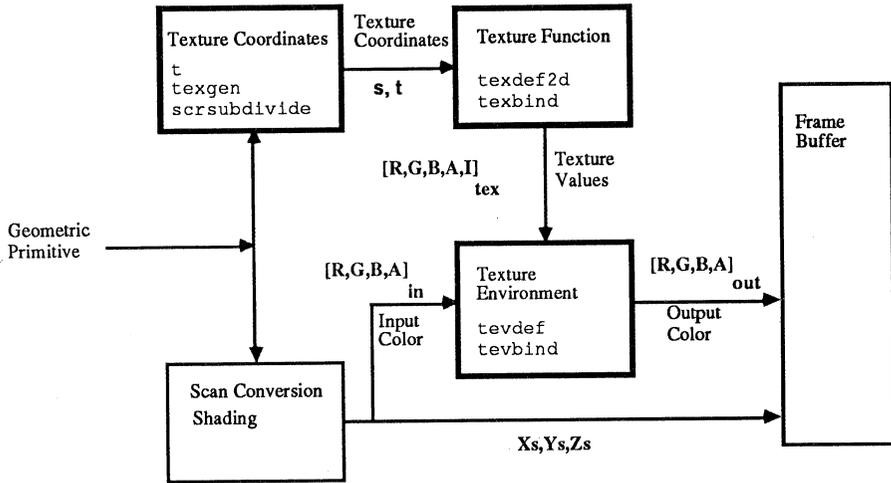 Texture Coordinates
t
texgen
scrsubdivide
Texture
Coordinates
s, t
Texture Function
texdef2d
texbind
Frame
Buffer
[R,G,B,A,I]
tex
Texture
Values
Geometric
Primitive
[R,G,B,A]
in
Input
Color
Texture
Environment
tevdef
tevbind
[R,G,B,A]
out
Output
Color
Scan Conversion
Shading
Xs,Ys,Zs